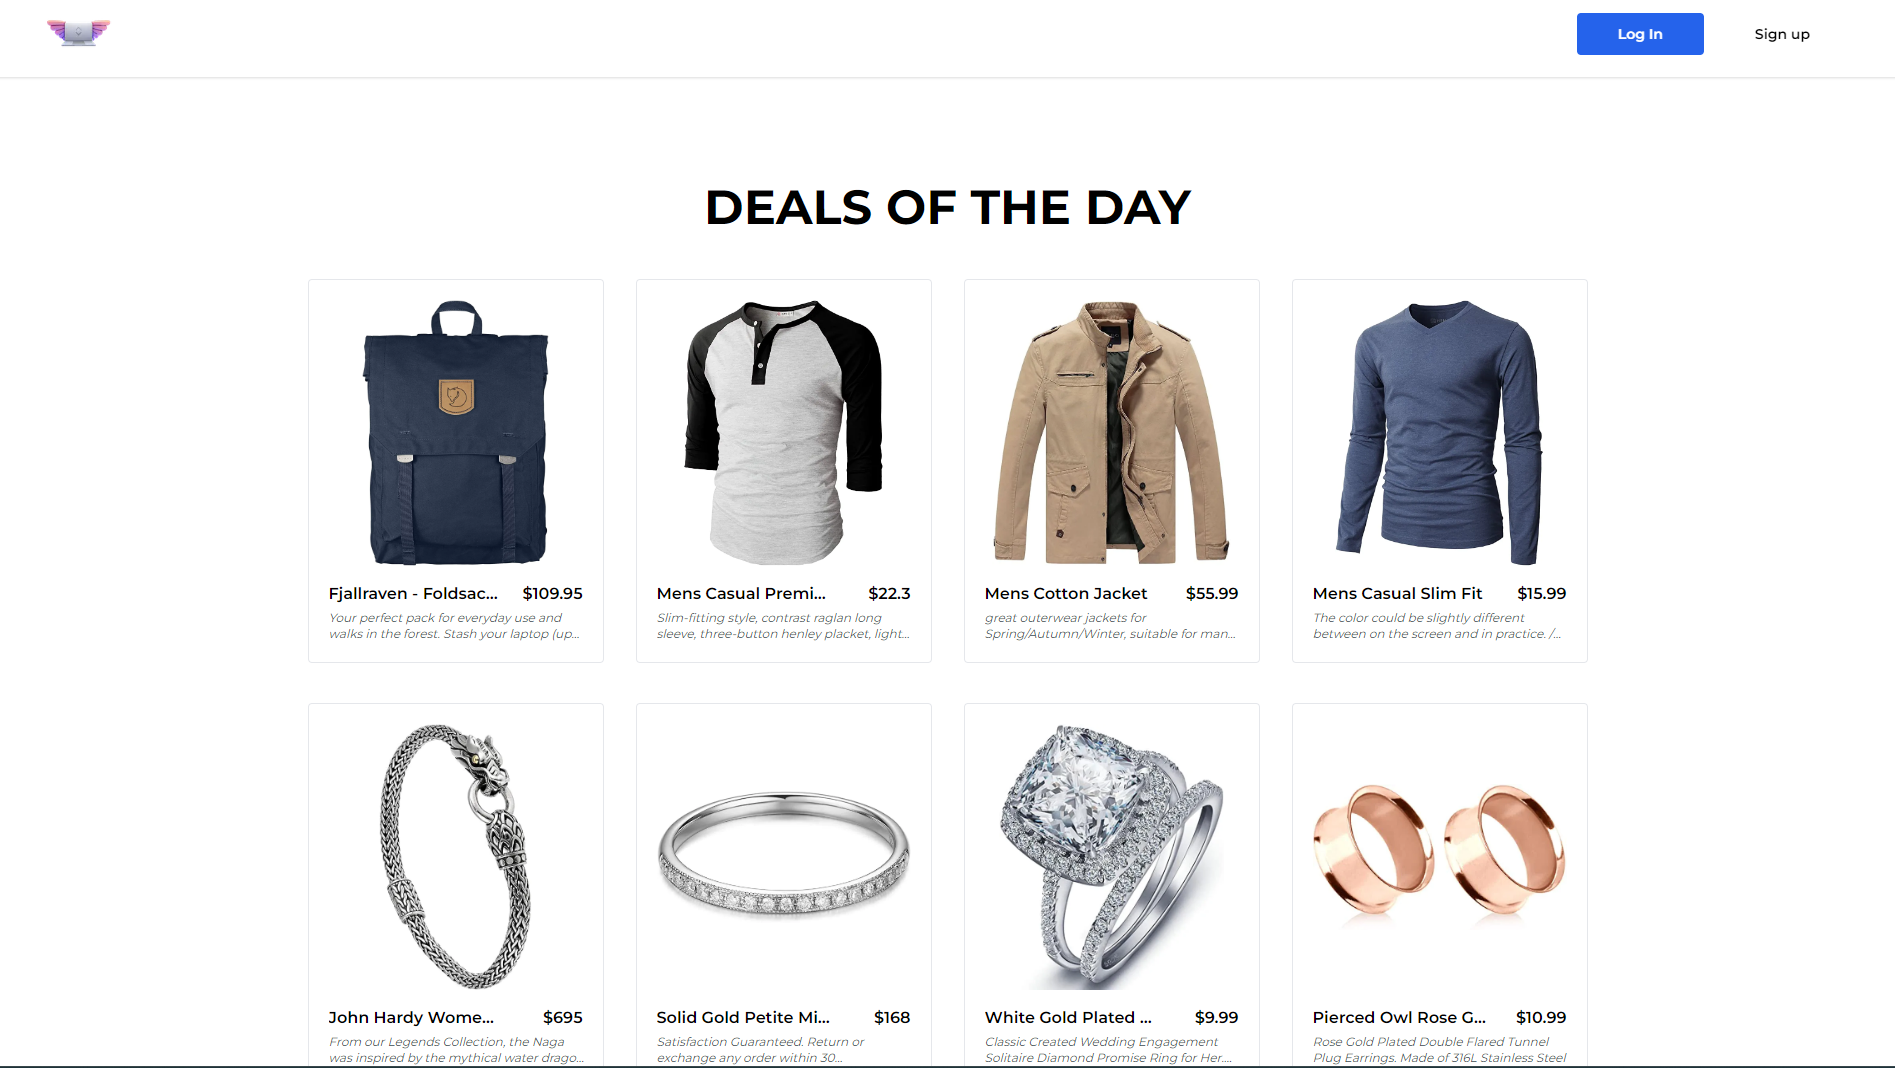 Log In
Sign up
DEALS OF THE DAY
Fjallraven - Foldsac... $109.95
Your perfect pack for everyday use and
walks in the forest. Stash your laptop (up...
Mens Casual Premi... $22.3
Slim-fitting style, contrast raglan long
sleeve, three-button henley placket, light...
Mens Cotton Jacket $55.99
great outerwear jackets for
Spring/Autumn/Winter, suitable for man...
Mens Casual Slim Fit $15.99
The color could be slightly different
between on the screen and in practice. /...
John Hardy Wome... $695
From our Legends Collection, the Naga
was inspired by the mythical water drago...
Solid Gold Petite Mi... $168
Satisfaction Guaranteed. Return or
exchange any order within 30...
White Gold Plated ... $9.99
Classic Created Wedding Engagement
Solitaire Diamond Promise Ring for Her....
Pierced Owl Rose G... $10.99
Rose Gold Plated Double Flared Tunnel
Plug Earrings. Made of 316L Stainless Steel